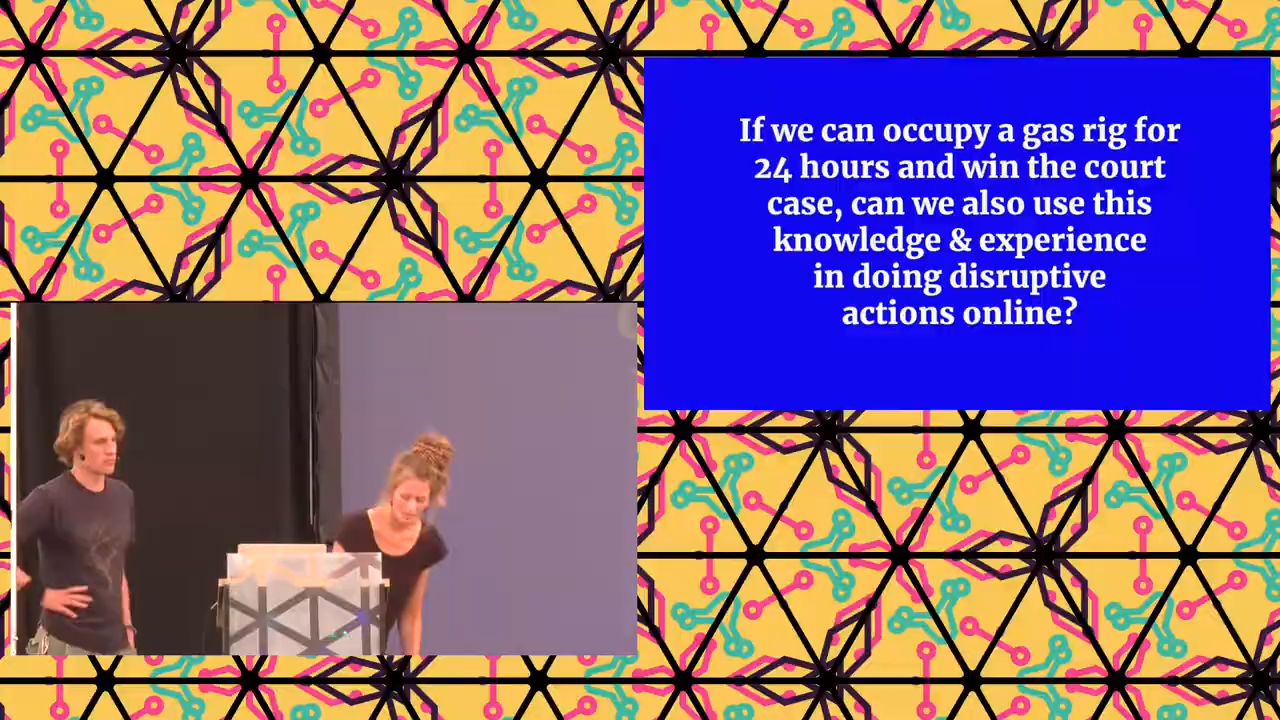 If we can occupy a gas rig for
24 hours and win the court
case, can we also use this
knowledge & experience
in doing disruptive
actions online?